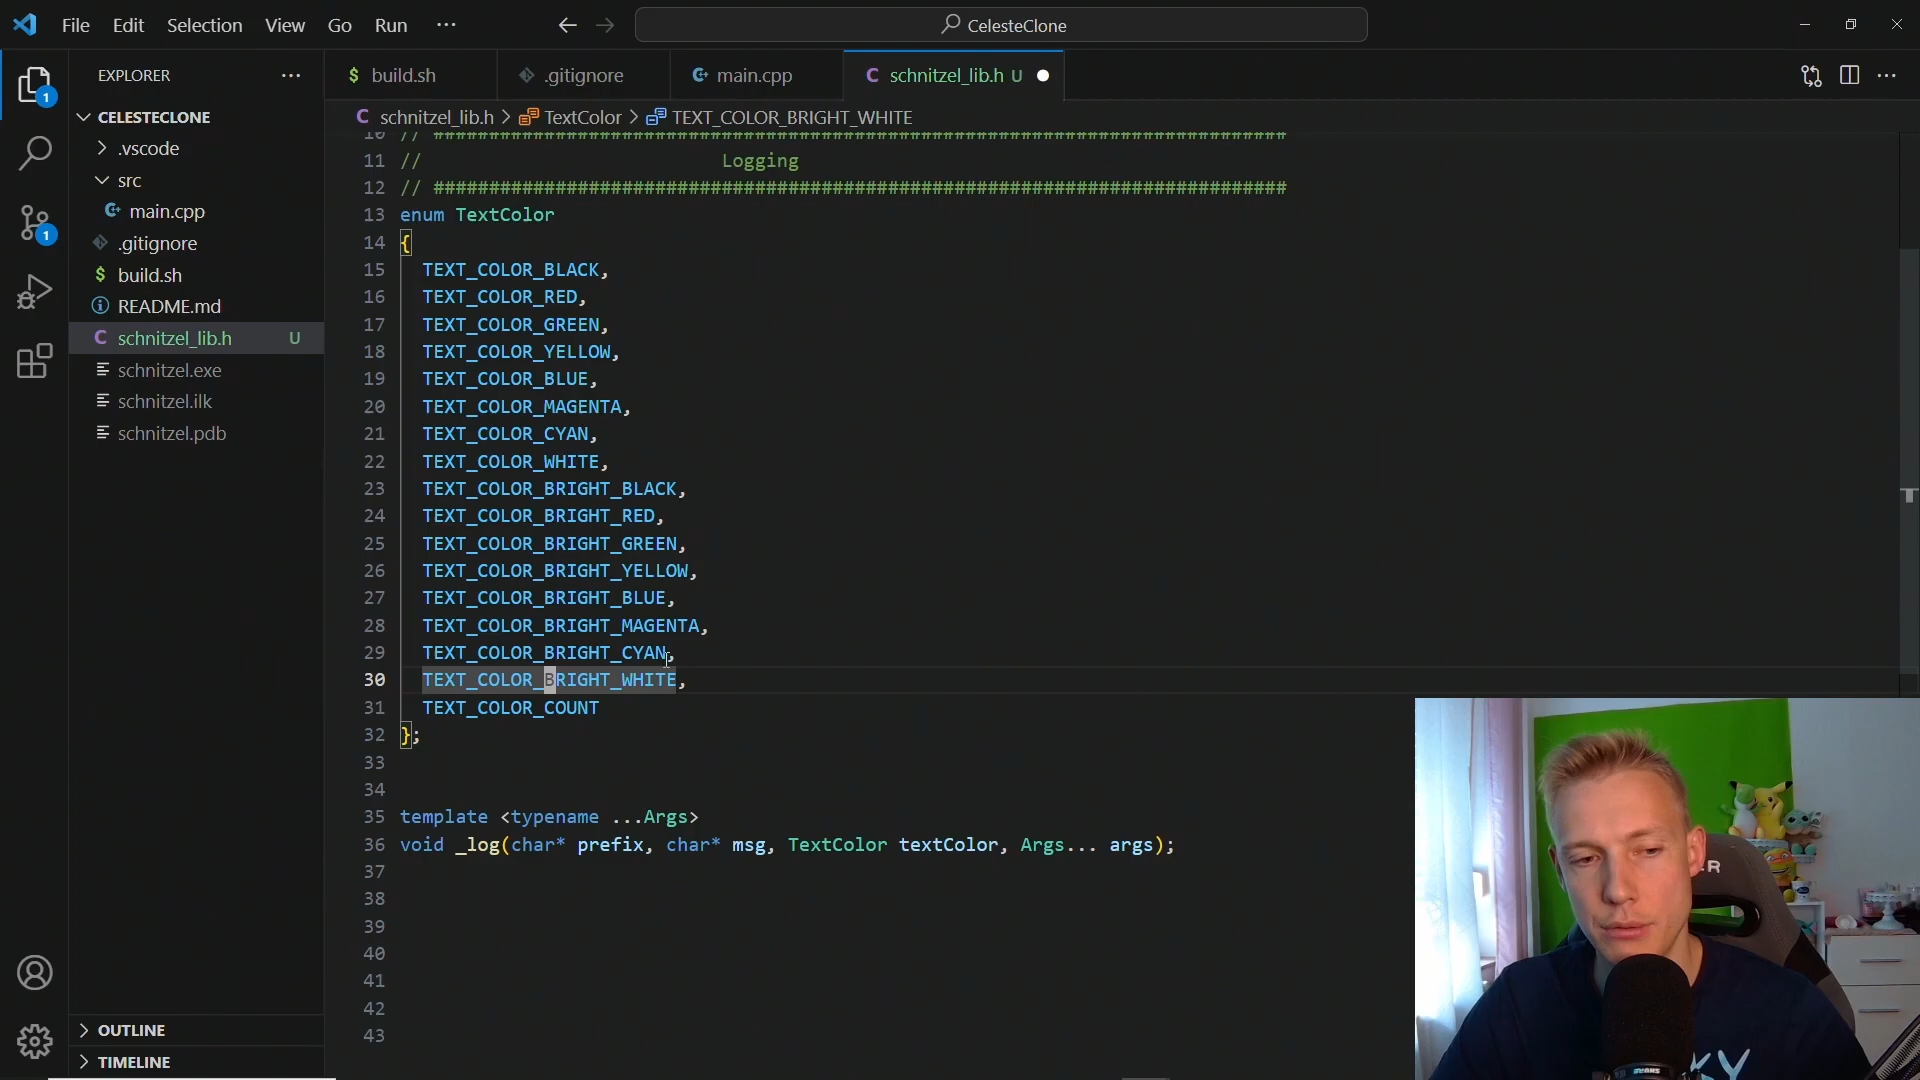 File Edit Selection View Go Run ··· CelesteClone
EXPLORER ···
build.sh .gitignore main.cpp schnitzel_lib.h U
schnitzel_lib.h > TextColor > TEXT_COLOR_BRIGHT_WHITE
CELESTECLONE
.vscode
src
main.cpp
.gitignore
build.sh
README.md
schnitzel_lib.h U
schnitzel.exe
schnitzel.ilk
schnitzel.pdb
OUTLINE
TIMELINE
1
1
10 // #############################################################################
11 // Logging
12 // #############################################################################
13 enum TextColor
14 {
15 TEXT_COLOR_BLACK,
16 TEXT_COLOR_RED,
17 TEXT_COLOR_GREEN,
18 TEXT_COLOR_YELLOW,
19 TEXT_COLOR_BLUE,
20 TEXT_COLOR_MAGENTA,
21 TEXT_COLOR_CYAN,
22 TEXT_COLOR_WHITE,
23 TEXT_COLOR_BRIGHT_BLACK,
24 TEXT_COLOR_BRIGHT_RED,
25 TEXT_COLOR_BRIGHT_GREEN,
26 TEXT_COLOR_BRIGHT_YELLOW,
27 TEXT_COLOR_BRIGHT_BLUE,
28 TEXT_COLOR_BRIGHT_MAGENTA,
29 TEXT_COLOR_BRIGHT_CYAN,
30 TEXT_COLOR_BRIGHT_WHITE,
31 TEXT_COLOR_COUNT
32 };
33
34
35 template <typename ...Args>
36 void _log(char* prefix, char* msg, TextColor textColor, Args... args);
37
38
39
40
41
42
43